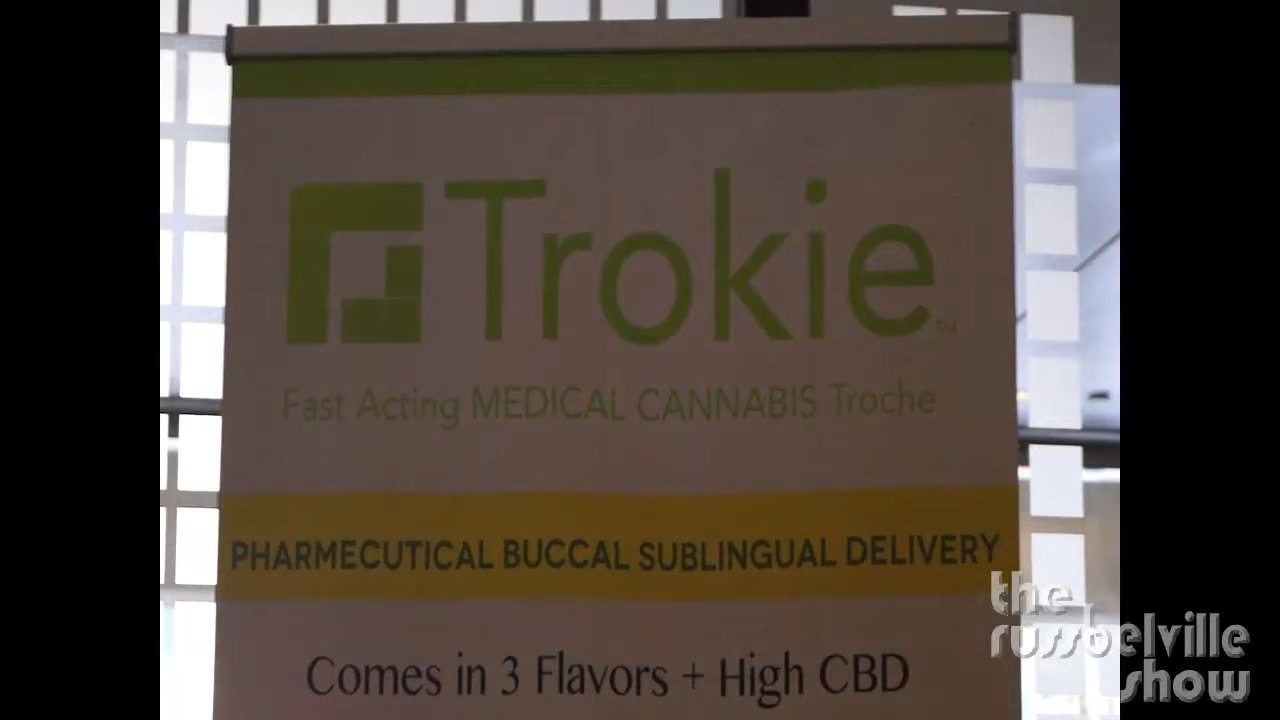 Trokie™
Fast Acting MEDICAL CANNABIS Troche
PHARMECUTICAL BUCCAL SUBLINGUAL DELIVERY
Comes in 3 Flavors + High CBD
the
russbelville
show